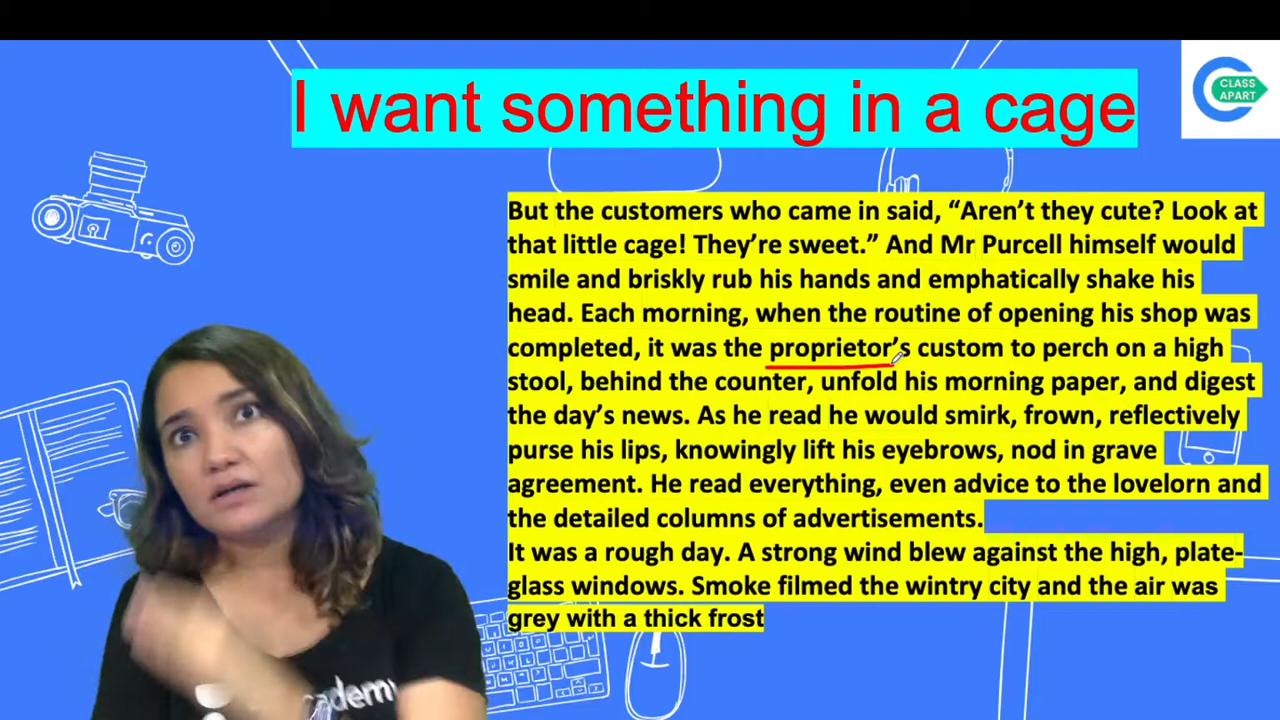 I want something in a cage
CLASS
APART
But the customers who came in said, “Aren’t they cute? Look at
that little cage! They’re sweet.” And Mr Purcell himself would
smile and briskly rub his hands and emphatically shake his
head. Each morning, when the routine of opening his shop was
completed, it was the proprietor’s custom to perch on a high
stool, behind the counter, unfold his morning paper, and digest
the day’s news. As he read he would smirk, frown, reflectively
purse his lips, knowingly lift his eyebrows, nod in grave
agreement. He read everything, even advice to the lovelorn and
the detailed columns of advertisements.
It was a rough day. A strong wind blew against the high, plate-
glass windows. Smoke filmed the wintry city and the air was
grey with a thick frost